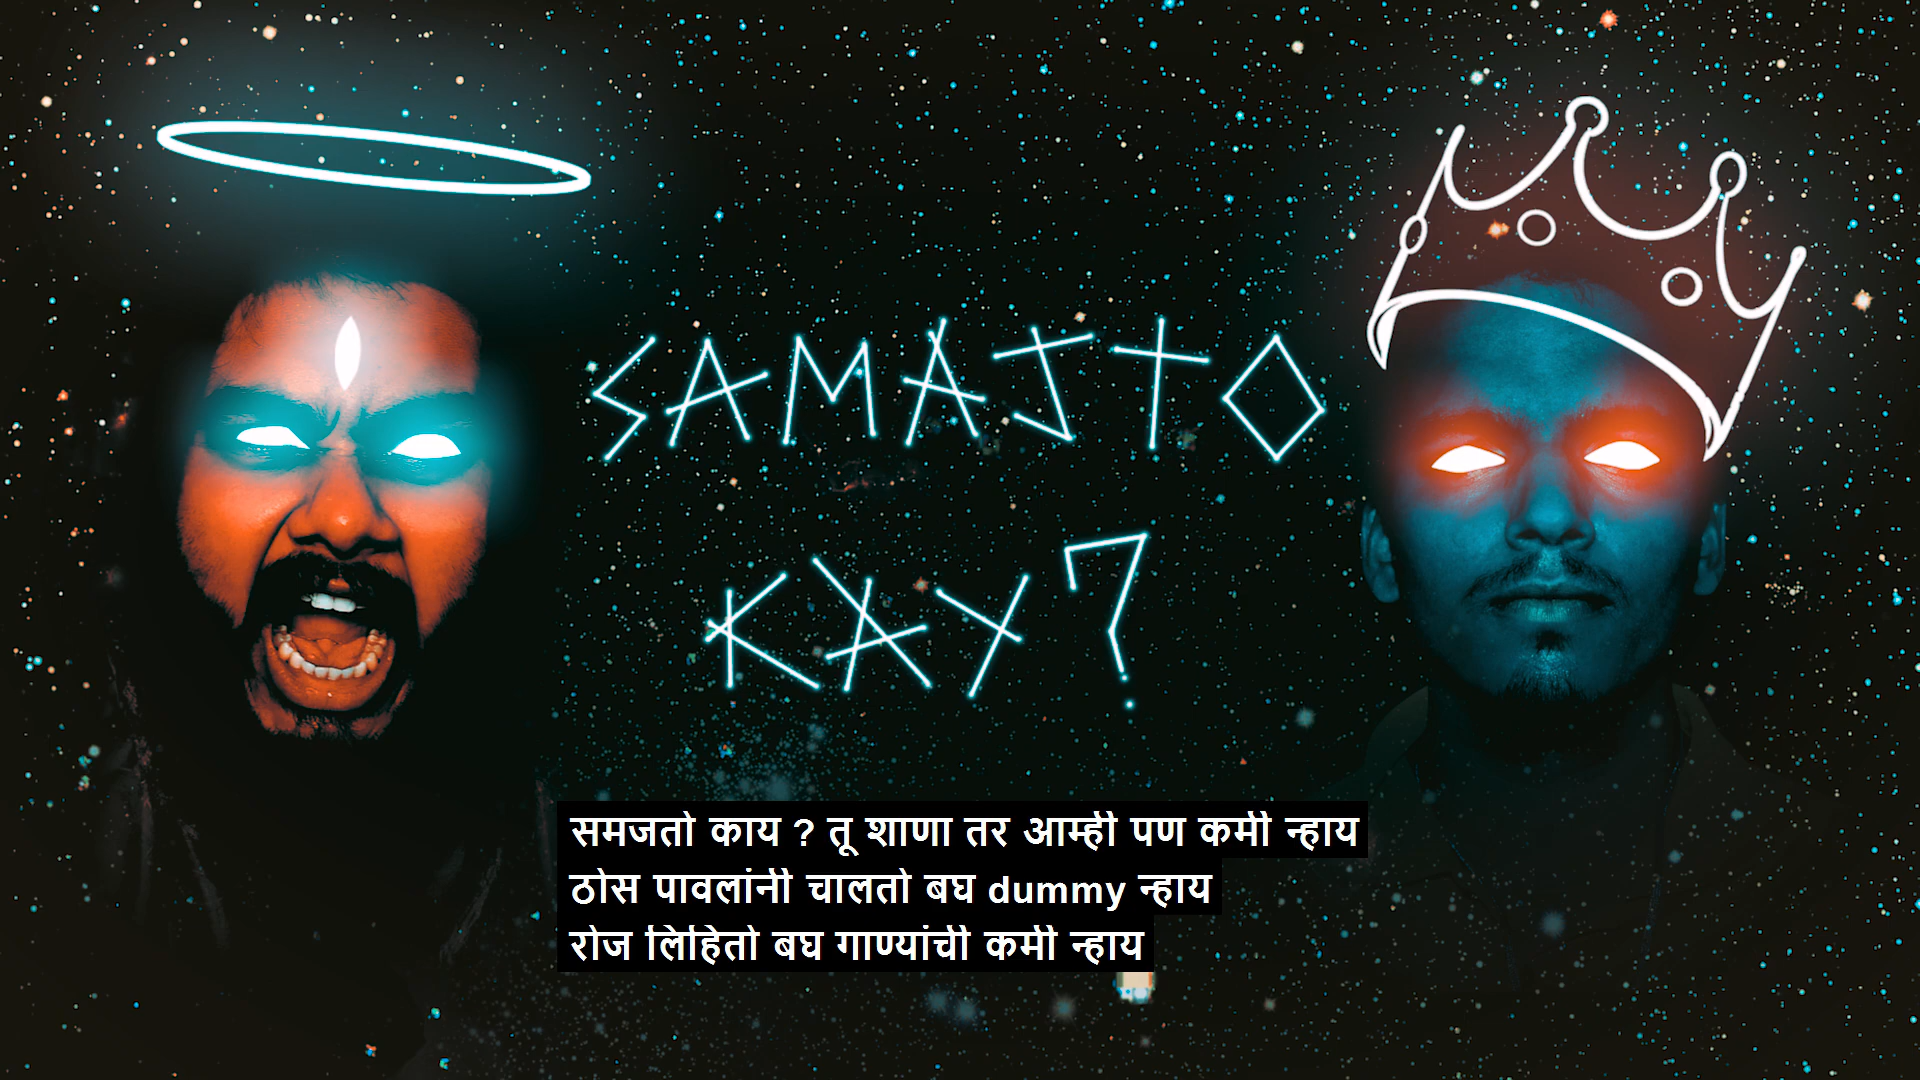 SAMAJTO
KAY?
समजतो काय ? तू शाणा तर आम्ही पण कमी न्हाय
ठोस पावलांनी चालतो बघ dummy न्हाय
रोज लिहितो बघ गाण्यांची कमी न्हाय